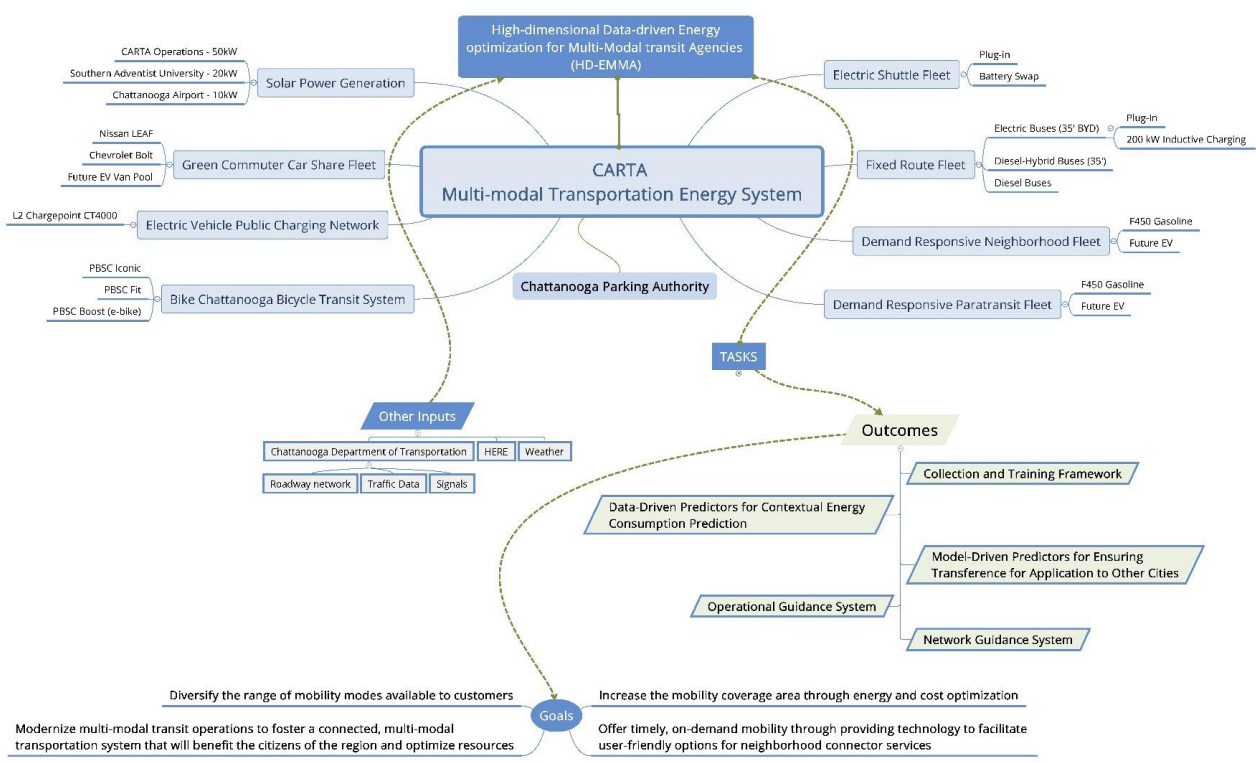 High-dimensional Data-driven Energy
optimization for Multi-Modal transit Agencies
(HD-EMMA)
CARTA Operations - 50kW
Southern Adventist University - 20kW
Chattanooga Airport - 10kW
Solar Power Generation
Nissan LEAF
Chevrolet Bolt
Future EV Van Pool
Green Commuter Car Share Fleet
L2 Chargepoint CT4000
Electric Vehicle Public Charging Network
PBSC Iconic
PBSC Fit
PBSC Boost (e-bike)
Bike Chattanooga Bicycle Transit System
CARTA
Multi-modal Transportation Energy System
Chattanooga Parking Authority
Electric Shuttle Fleet
Plug-in
Battery Swap
Fixed Route Fleet
Electric Buses (35' BYD)
Plug-In
200 kW Inductive Charging
Diesel-Hybrid Buses (35')
Diesel Buses
Demand Responsive Neighborhood Fleet
F450 Gasoline
Future EV
Demand Responsive Paratransit Fleet
F450 Gasoline
Future EV
TASKS
Other Inputs
Chattanooga Department of Transportation
HERE
Weather
Roadway network
Traffic Data
Signals
Outcomes
Collection and Training Framework
Data-Driven Predictors for Contextual Energy
Consumption Prediction
Model-Driven Predictors for Ensuring
Transference for Application to Other Cities
Operational Guidance System
Network Guidance System
Goals
Diversify the range of mobility modes available to customers
Modernize multi-modal transit operations to foster a connected, multi-modal
transportation system that will benefit the citizens of the region and optimize resources
Increase the mobility coverage area through energy and cost optimization
Offer timely, on-demand mobility through providing technology to facilitate
user-friendly options for neighborhood connector services